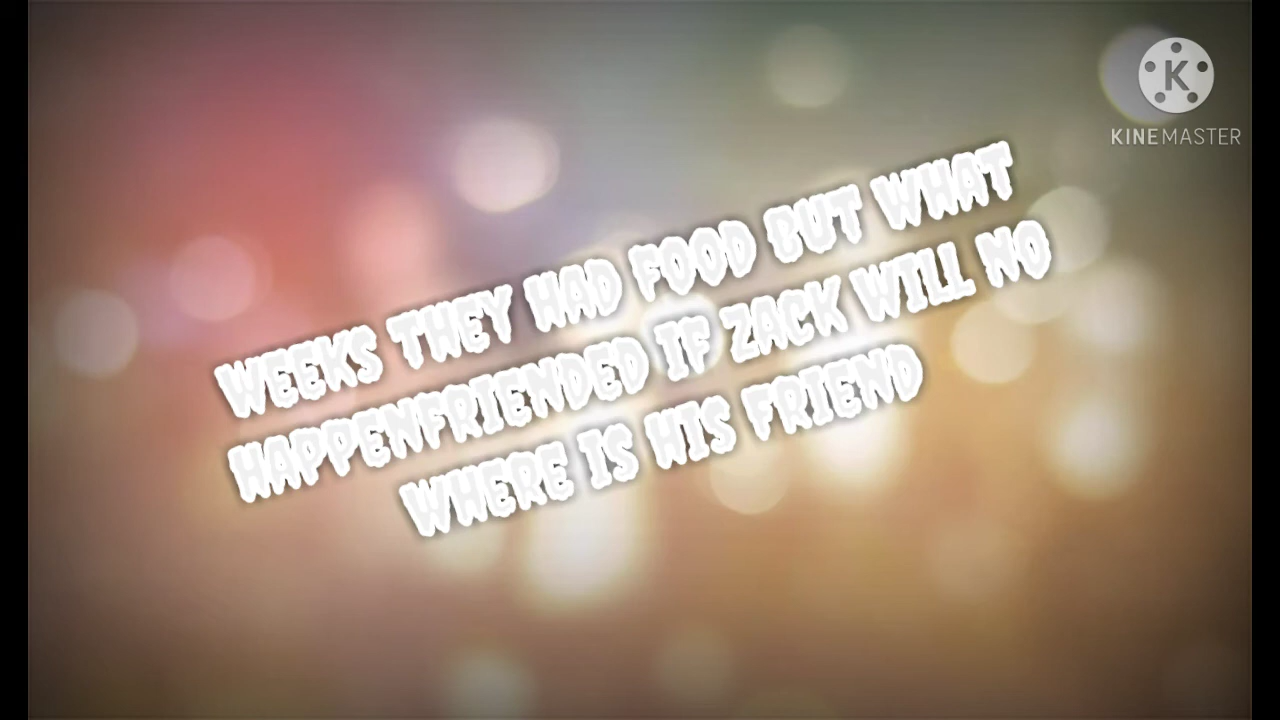 KINEMASTER
WEEKS THEY HAD FOOD BUT WHAT
HAPPENFRIENDED IF ZACK WILL NO
WHERE IS HIS FRIEND